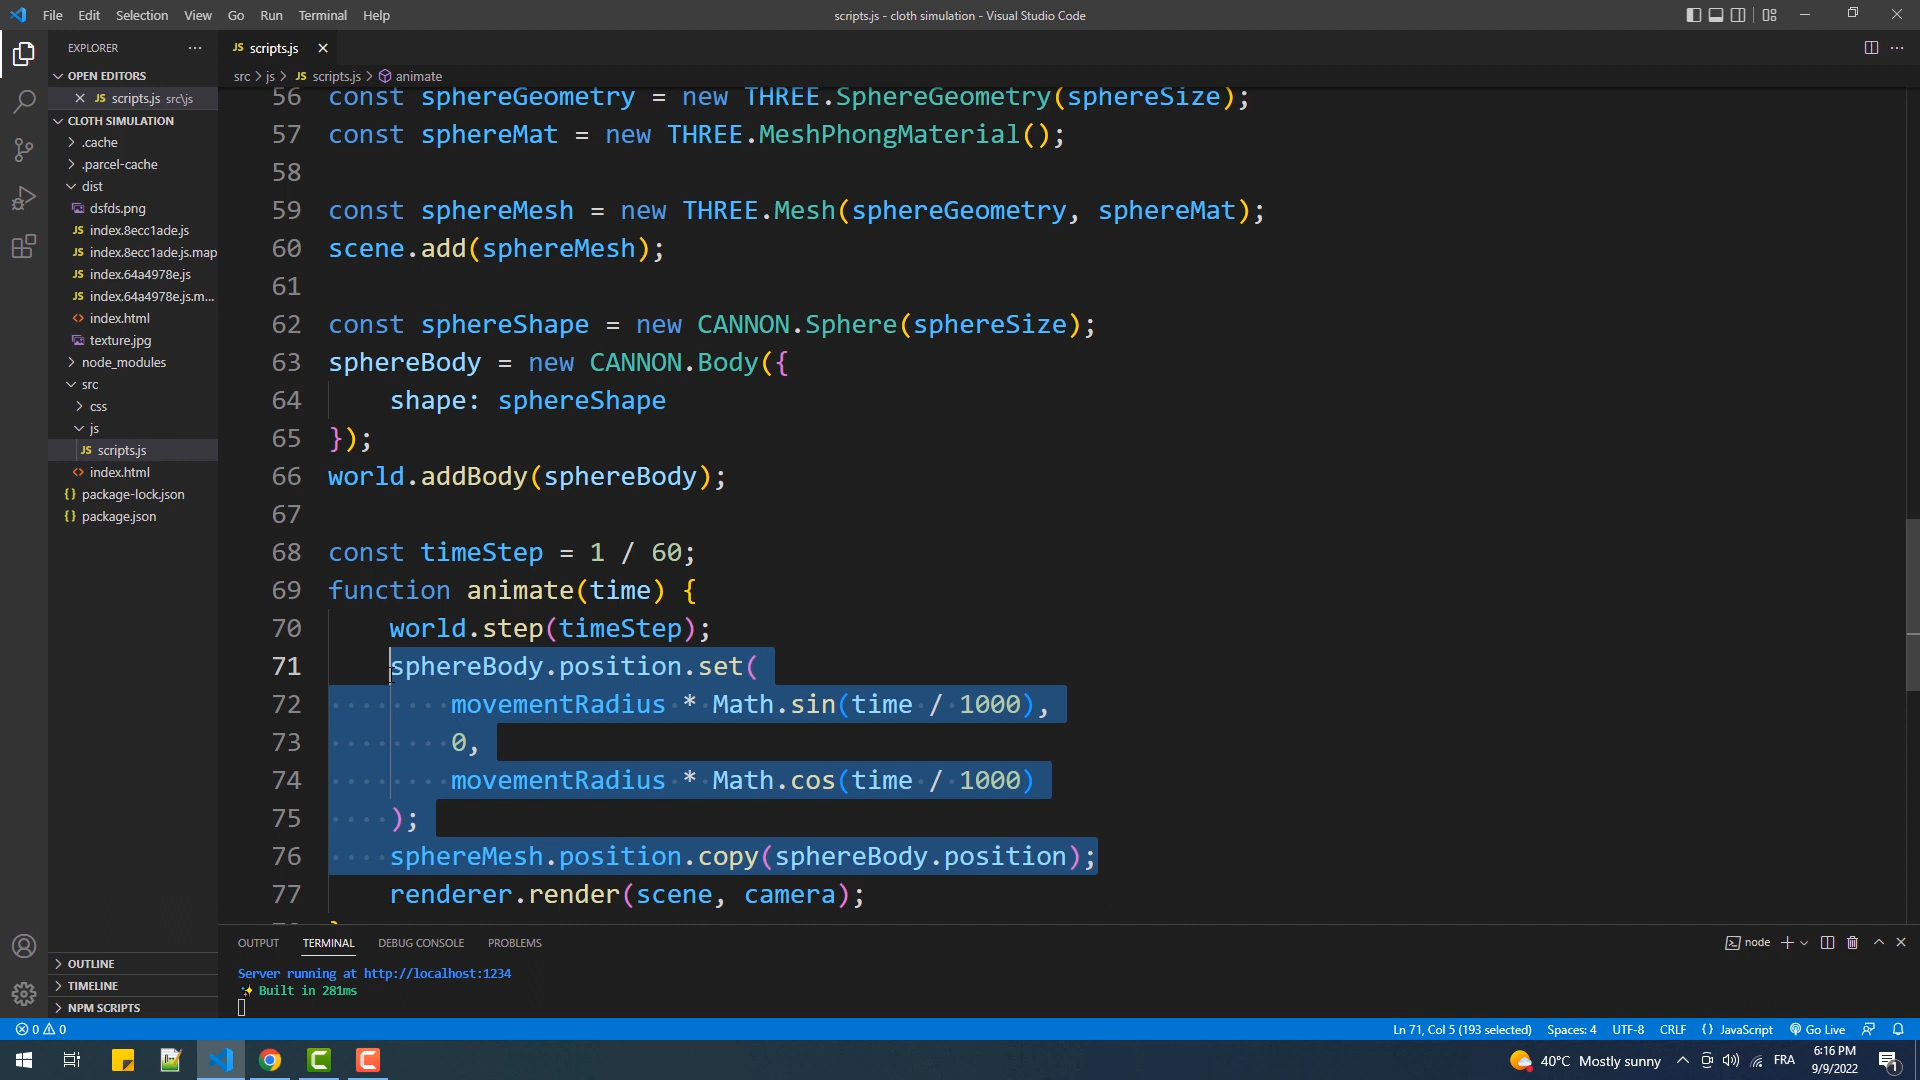 File Edit Selection View Go Run Terminal Help
scripts.js - cloth simulation - Visual Studio Code
EXPLORER
OPEN EDITORS
JS scripts.js src\js
CLOTH SIMULATION
.cache
.parcel-cache
dist
dsfds.png
JS index.8ecc1ade.js
JS index.8ecc1ade.js.map
JS index.64a4978e.js
JS index.64a4978e.js.m...
index.html
texture.jpg
node_modules
src
css
js
JS scripts.js
index.html
{} package-lock.json
{} package.json
OUTLINE
TIMELINE
NPM SCRIPTS
JS scripts.js
src > js > JS scripts.js > animate
56 const sphereGeometry = new THREE.SphereGeometry(sphereSize);
57 const sphereMat = new THREE.MeshPhongMaterial();
58
59 const sphereMesh = new THREE.Mesh(sphereGeometry, sphereMat);
60 scene.add(sphereMesh);
61
62 const sphereShape = new CANNON.Sphere(sphereSize);
63 sphereBody = new CANNON.Body({
64 shape: sphereShape
65 });
66 world.addBody(sphereBody);
67
68 const timeStep = 1 / 60;
69 function animate(time) {
70 world.step(timeStep);
71 sphereBody.position.set(
72 movementRadius * Math.sin(time / 1000),
73 0,
74 movementRadius * Math.cos(time / 1000)
75 );
76 sphereMesh.position.copy(sphereBody.position);
77 renderer.render(scene, camera);
OUTPUT TERMINAL DEBUG CONSOLE PROBLEMS
node
Server running at http://localhost:1234
✨ Built in 281ms
0 0
Ln 71, Col 5 (193 selected) Spaces: 4 UTF-8 CRLF {} JavaScript Go Live
40°C Mostly sunny
FRA
6:16 PM
9/9/2022
1